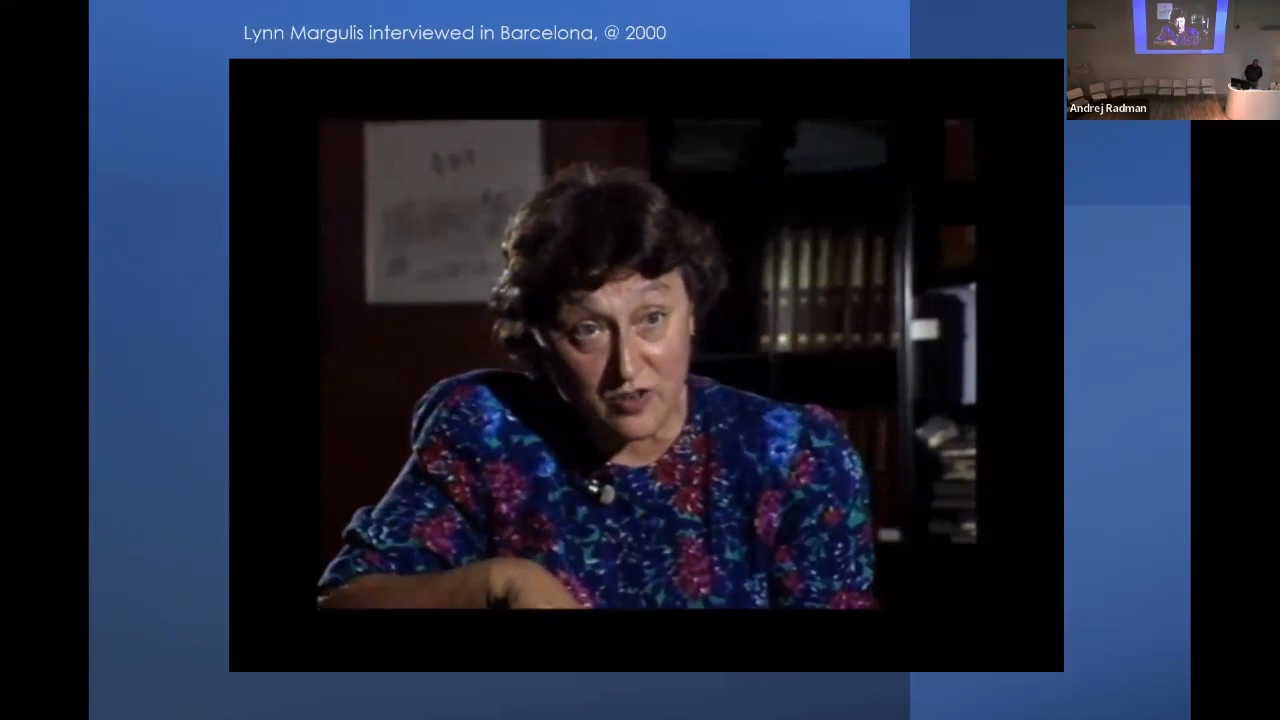 Lynn Margulis interviewed in Barcelona, @ 2000
Andrej Radman